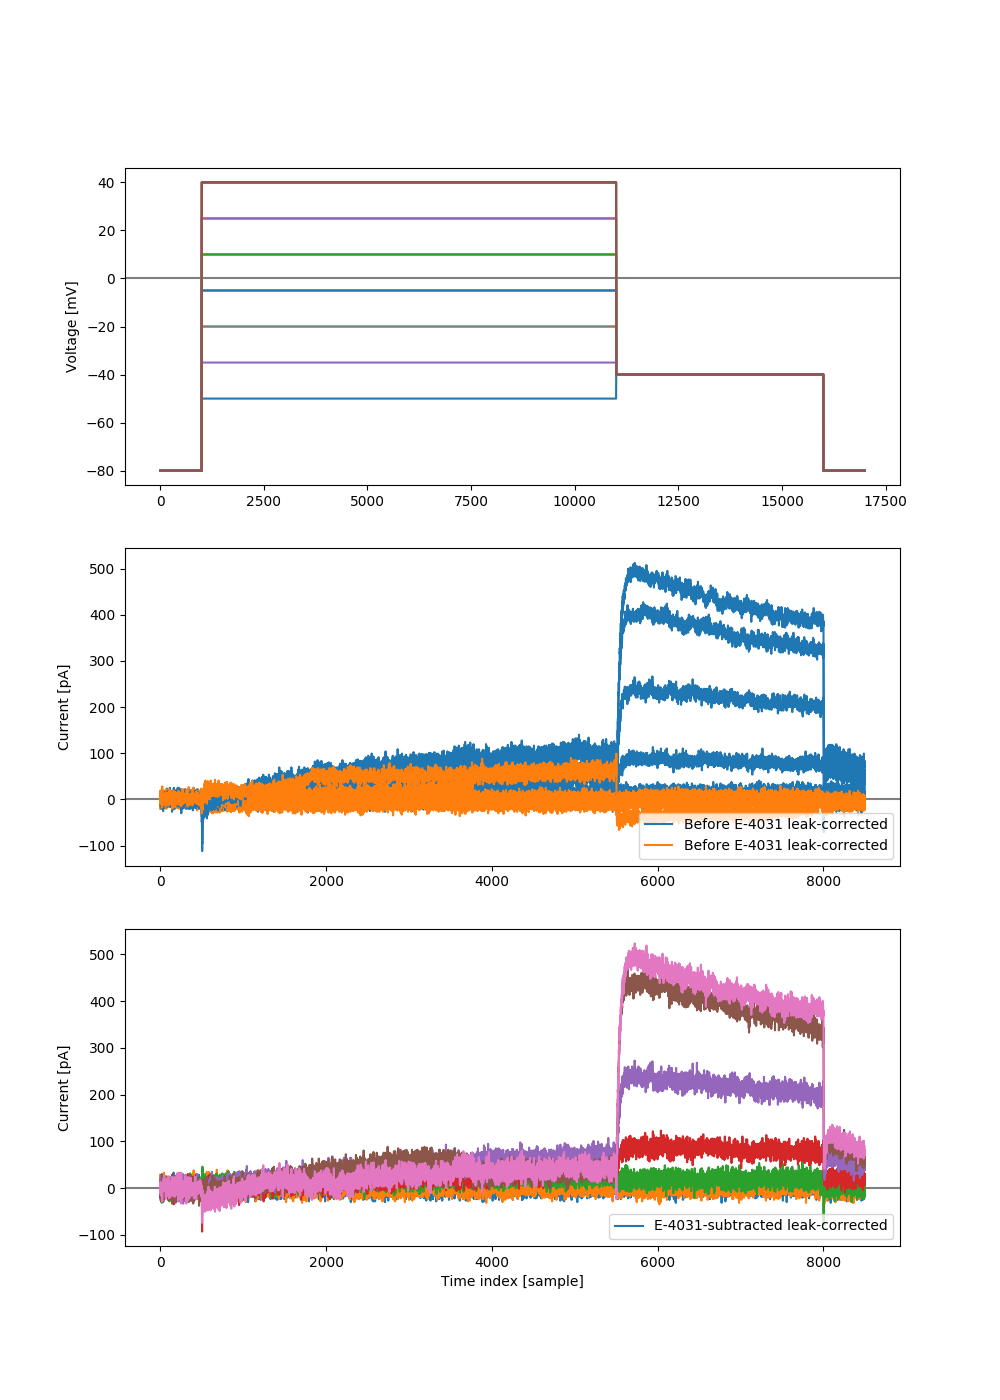 40
20
0
−20
−40
−60
−80
Voltage [mV]
0 2500 5000 7500 10000 12500 15000 17500
500
400
300
200
100
0
−100
Current [pA]
Before E-4031 leak-corrected
Before E-4031 leak-corrected
0 2000 4000 6000 8000
500
400
300
200
100
0
−100
Current [pA]
E-4031-subtracted leak-corrected
0 2000 4000 6000 8000
Time index [sample]